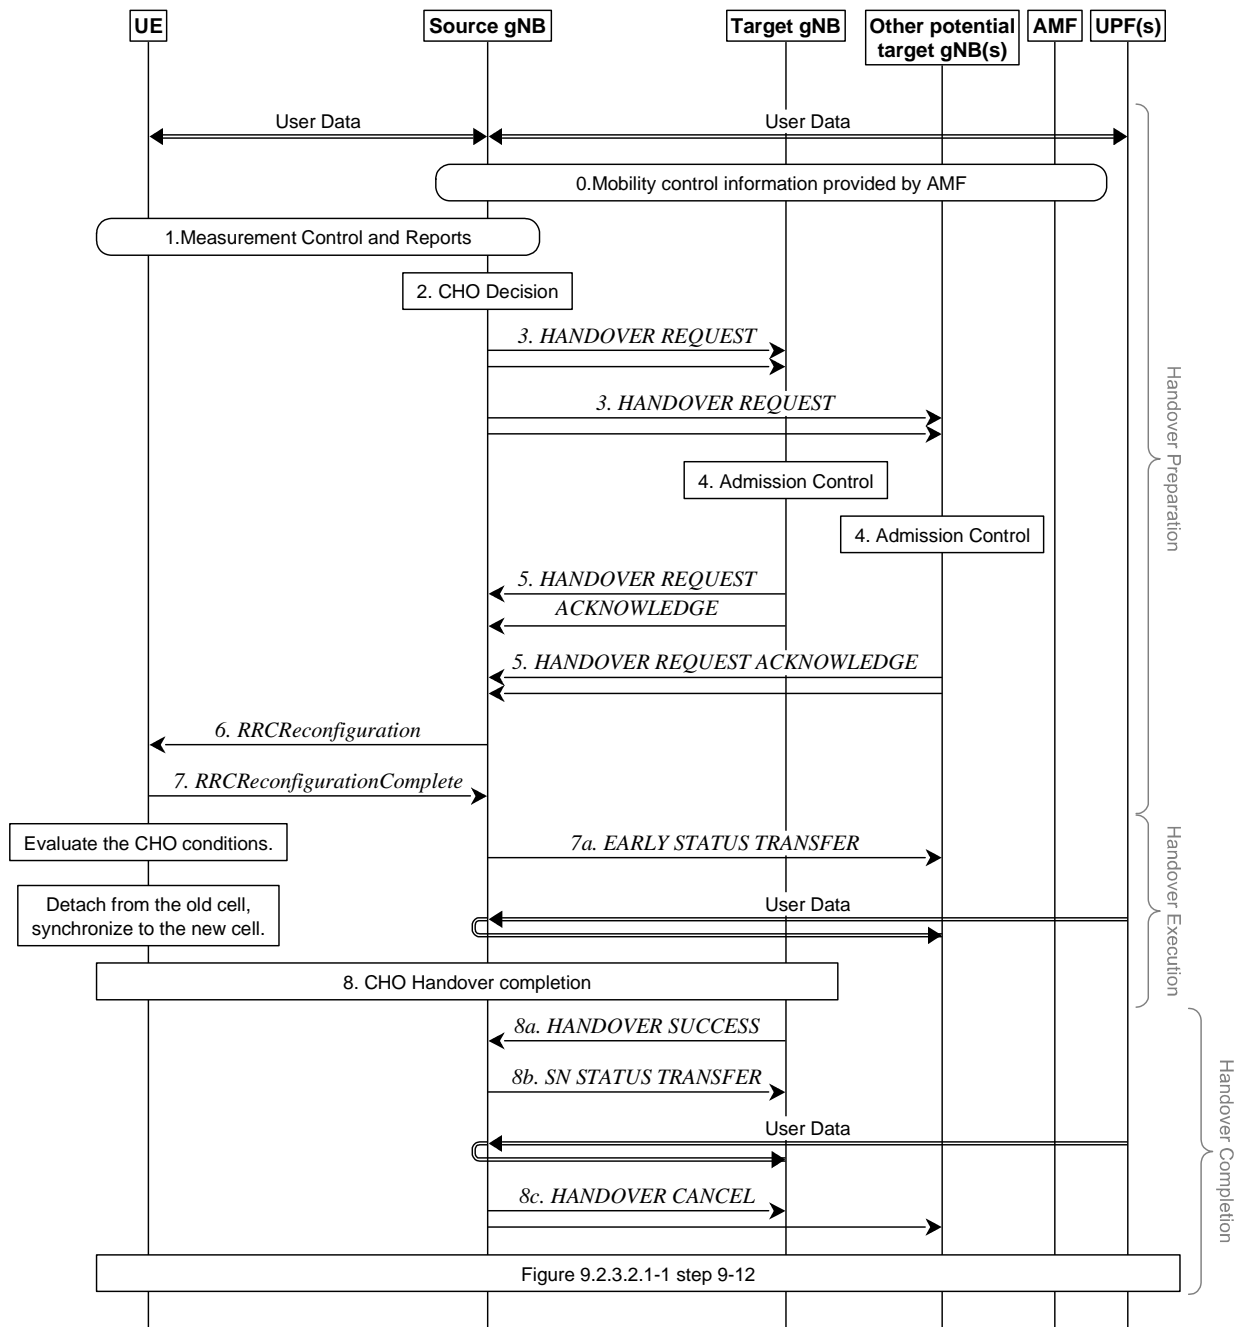 UE
Source gNB
Target gNB
Other potential
target gNB(s)
AMF
UPF(s)
User Data
User Data
0.Mobility control information provided by AMF
1.Measurement Control and Reports
2. CHO Decision
3. HANDOVER REQUEST
3. HANDOVER REQUEST
4. Admission Control
4. Admission Control
5. HANDOVER REQUEST
ACKNOWLEDGE
5. HANDOVER REQUEST ACKNOWLEDGE
6. RRCReconfiguration
7. RRCReconfigurationComplete
Handover Preparation
Evaluate the CHO conditions.
7a. EARLY STATUS TRANSFER
Detach from the old cell,
synchronize to the new cell.
User Data
8. CHO Handover completion
Handover Execution
8a. HANDOVER SUCCESS
8b. SN STATUS TRANSFER
User Data
8c. HANDOVER CANCEL
Handover Completion
Figure 9.2.3.2.1-1 step 9-12